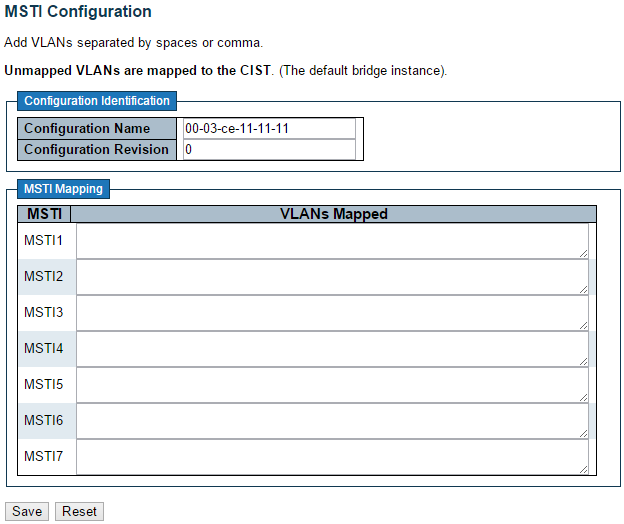 MSTI Configuration
Add VLANs separated by spaces or comma.
Unmapped VLANs are mapped to the CIST. (The default bridge instance).
Configuration Identification
Configuration Name 00-03-ce-11-11-11
Configuration Revision 0
MSTI Mapping
MSTI VLANs Mapped
MSTI1
MSTI2
MSTI3
MSTI4
MSTI5
MSTI6
MSTI7
Save Reset